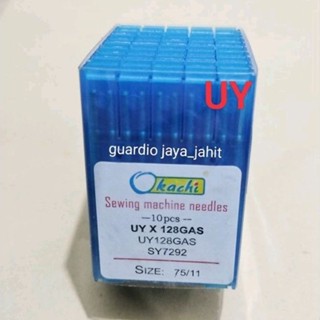 UY
guardio jaya_jahit
Okachi
Sewing machine needles
—10pcs—
UY X 128GAS
UY128GAS
SY7292
SIZE: 75/11